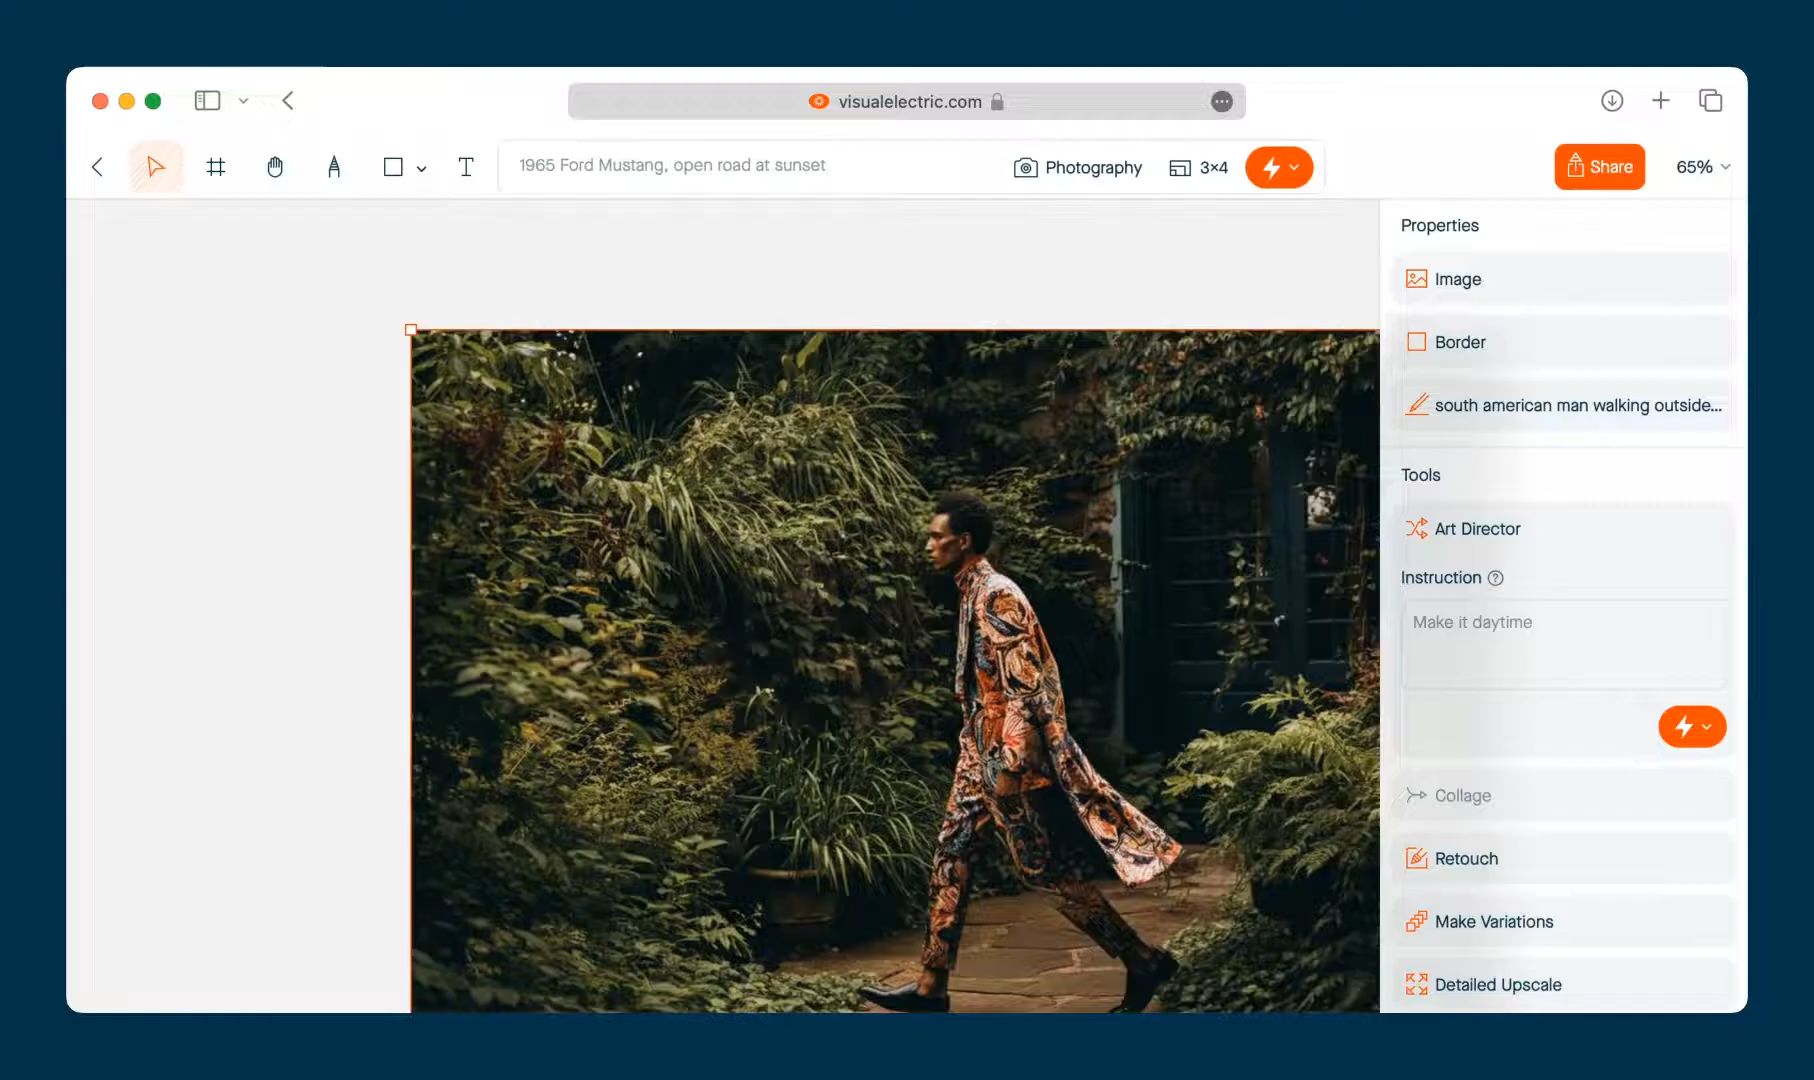 visualelectric.com
1965 Ford Mustang, open road at sunset
Photography
3×4
Share
65%
Properties
Image
Border
south american man walking outside...
Tools
Art Director
Instruction
Make it daytime
Collage
Retouch
Make Variations
Detailed Upscale